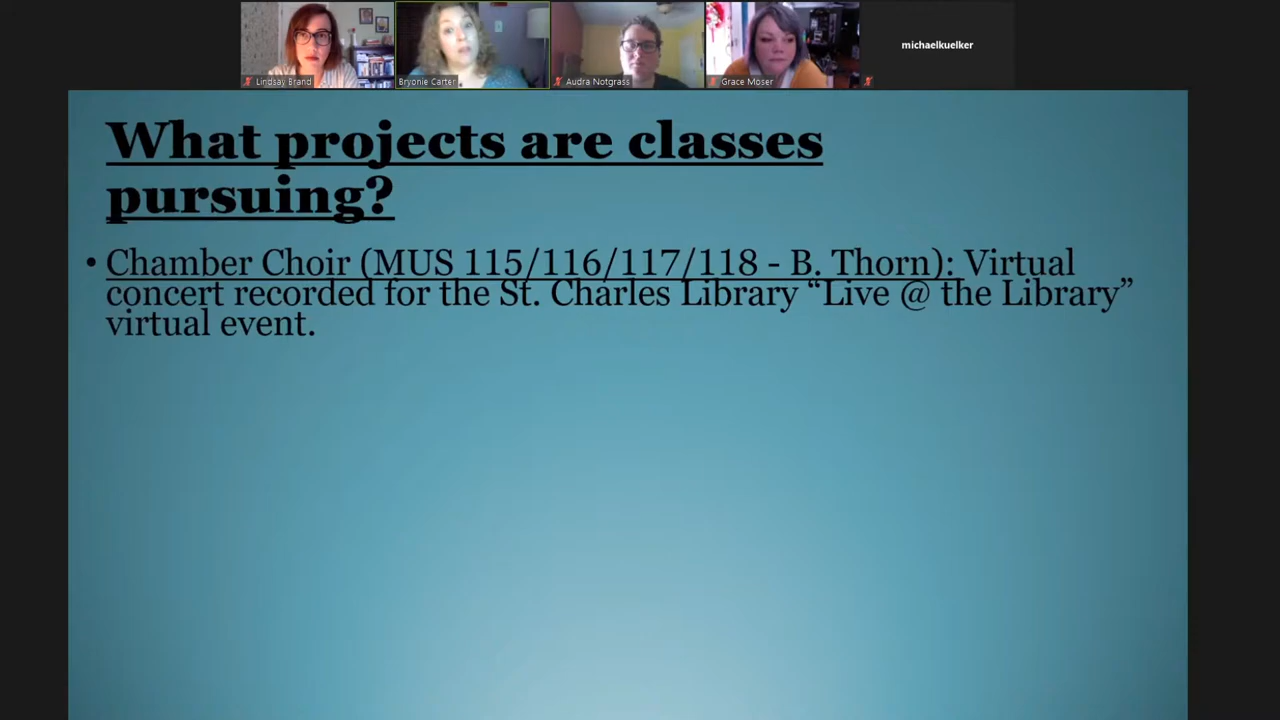 Lindsay Brand
Bryonie Carter
Audra Notgrass
Grace Moser
michaelkuelker
What projects are classes
pursuing?
• Chamber Choir (MUS 115/116/117/118 - B. Thorn): Virtual
concert recorded for the St. Charles Library “Live @ the Library”
virtual event.